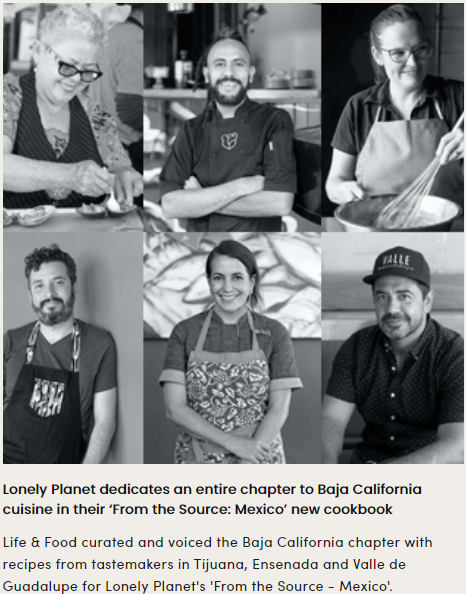 VALLE
Lonely Planet dedicates an entire chapter to Baja California
cuisine in their ‘From the Source: Mexico’ new cookbook
Life & Food curated and voiced the Baja California chapter with
recipes from tastemakers in Tijuana, Ensenada and Valle de
Guadalupe for Lonely Planet's 'From the Source - Mexico'.